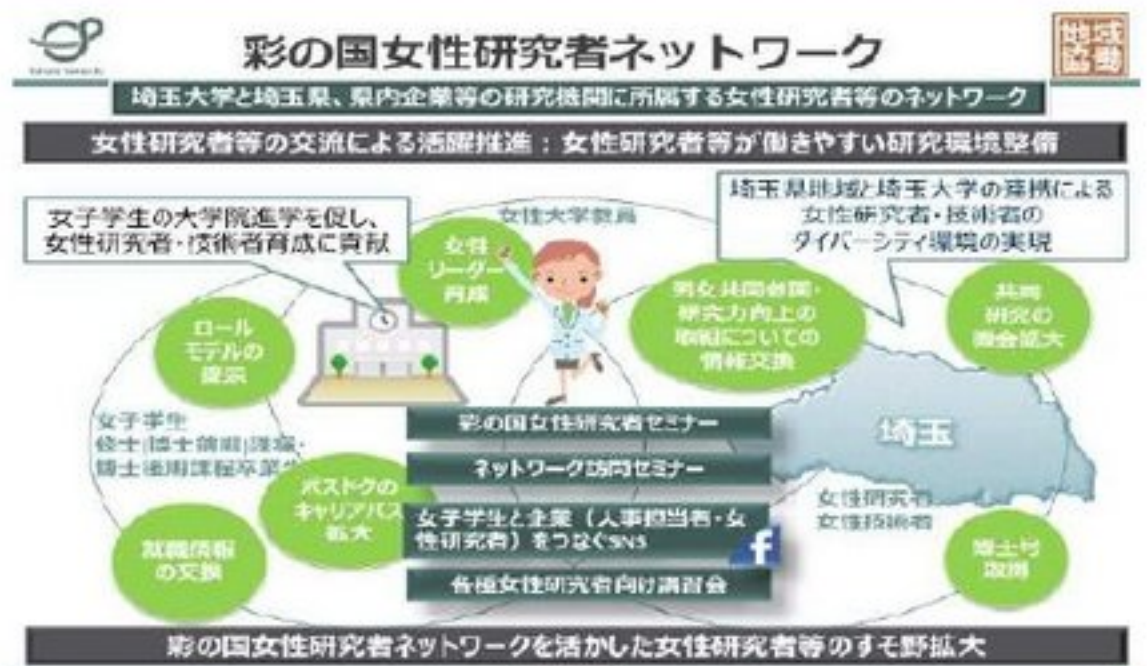 彩の国女性研究者ネットワーク
埼玉大学と埼玉県、県内企業等の研究機関に所属する女性研究者等のネットワーク
女性研究者等の交流による活躍推進：女性研究者等が働きやすい研究環境整備
女子学生の大学院進学を促し、
女性研究者・技術者育成に貢献
女性大学教員
埼玉県地域と埼玉大学の連携による
女性研究者・技術者の
ダイバーシティ環境の実現
女性
リーダー
育成
男女共同参画・
研究力向上の
取組についての
情報交換
共同
研究の
機会拡大
ロール
モデルの
提示
女子学生
修士(博士前期)課程・
博士後期課程卒業生
彩の国女性研究者セミナー
埼玉
ネットワーク訪問セミナー
ポスドクの
キャリアパス
拡大
女子学生と企業（人事担当者・女
性研究者）をつなぐSNS
f
女性研究者
女性技術者
就職情報
の交換
博士号
取得
各種女性研究者向け講習会
彩の国女性研究者ネットワークを活かした女性研究者等のすそ野拡大